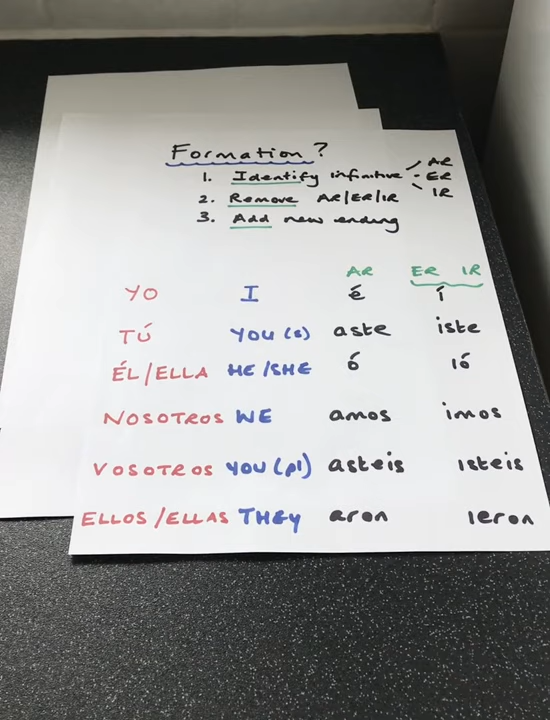 Formation?
1. Identify infinitive AR
ER
IR
2. Remove AR/ER/IR
3. Add new ending
AR ER IR
YO I é í
TÚ YOU (s) aste iste
ÉL/ELLA HE/SHE ó ió
NOSOTROS WE amos imos
VOSOTROS YOU (pl) asteis isteis
ELLOS/ELLAS THEY aron ieron